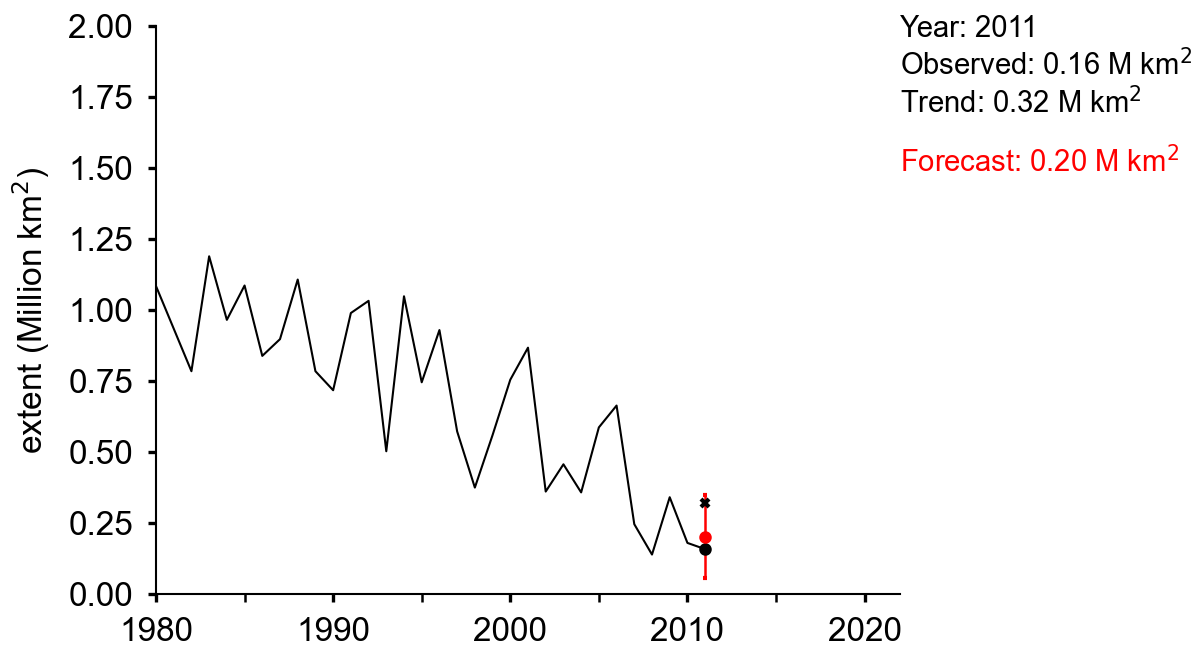 2.00
1.75
1.50
1.25
1.00
0.75
0.50
0.25
0.00
extent (Million km²)
1980 1990 2000 2010 2020
Year: 2011
Observed: 0.16 M km²
Trend: 0.32 M km²
Forecast: 0.20 M km²